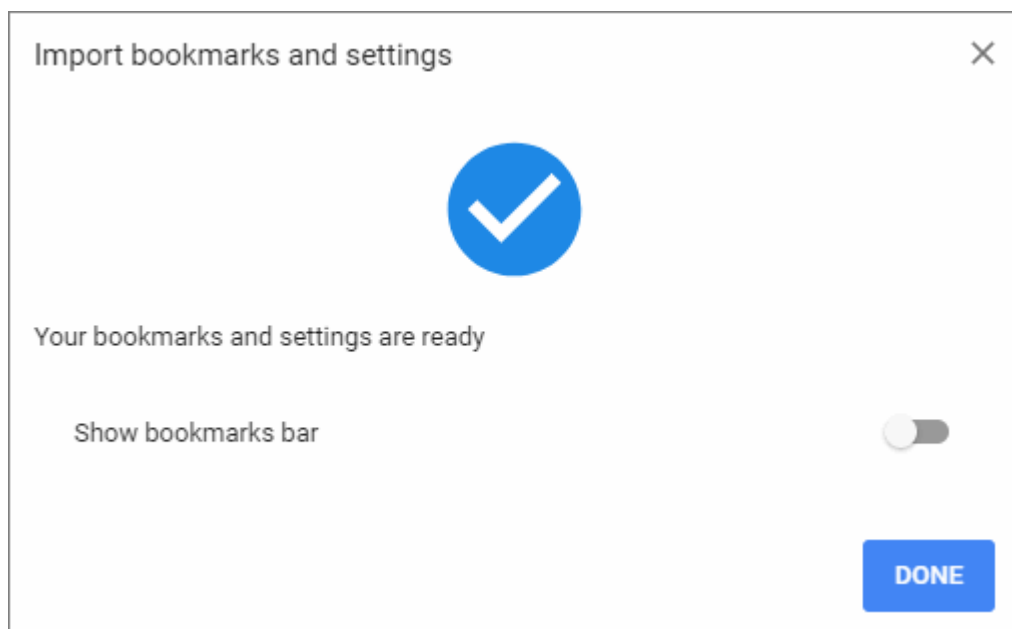 Import bookmarks and settings
Your bookmarks and settings are ready
Show bookmarks bar
DONE